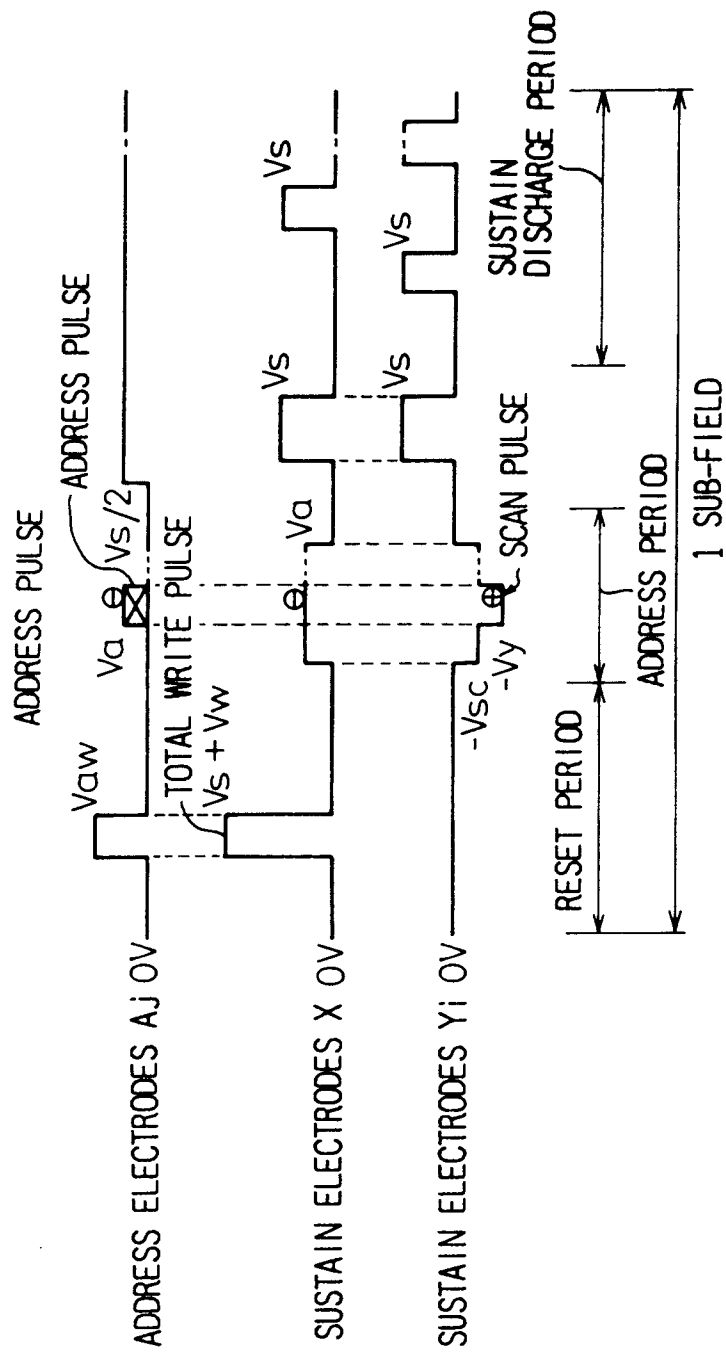 ADDRESS PULSE
ADDRESS PULSE
Vaw
Va
Vs/2
ADDRESS ELECTRODES Aj 0V
TOTAL WRITE PULSE
Vs+Vw
Va
Vs
Vs
SUSTAIN ELECTRODES X 0V
Vs
Vs
SUSTAIN ELECTRODES Yi 0V
-Vsc
-Vy
SCAN PULSE
SUSTAIN
DISCHARGE PERIOD
RESET PERIOD
ADDRESS PERIOD
1 SUB-FIELD